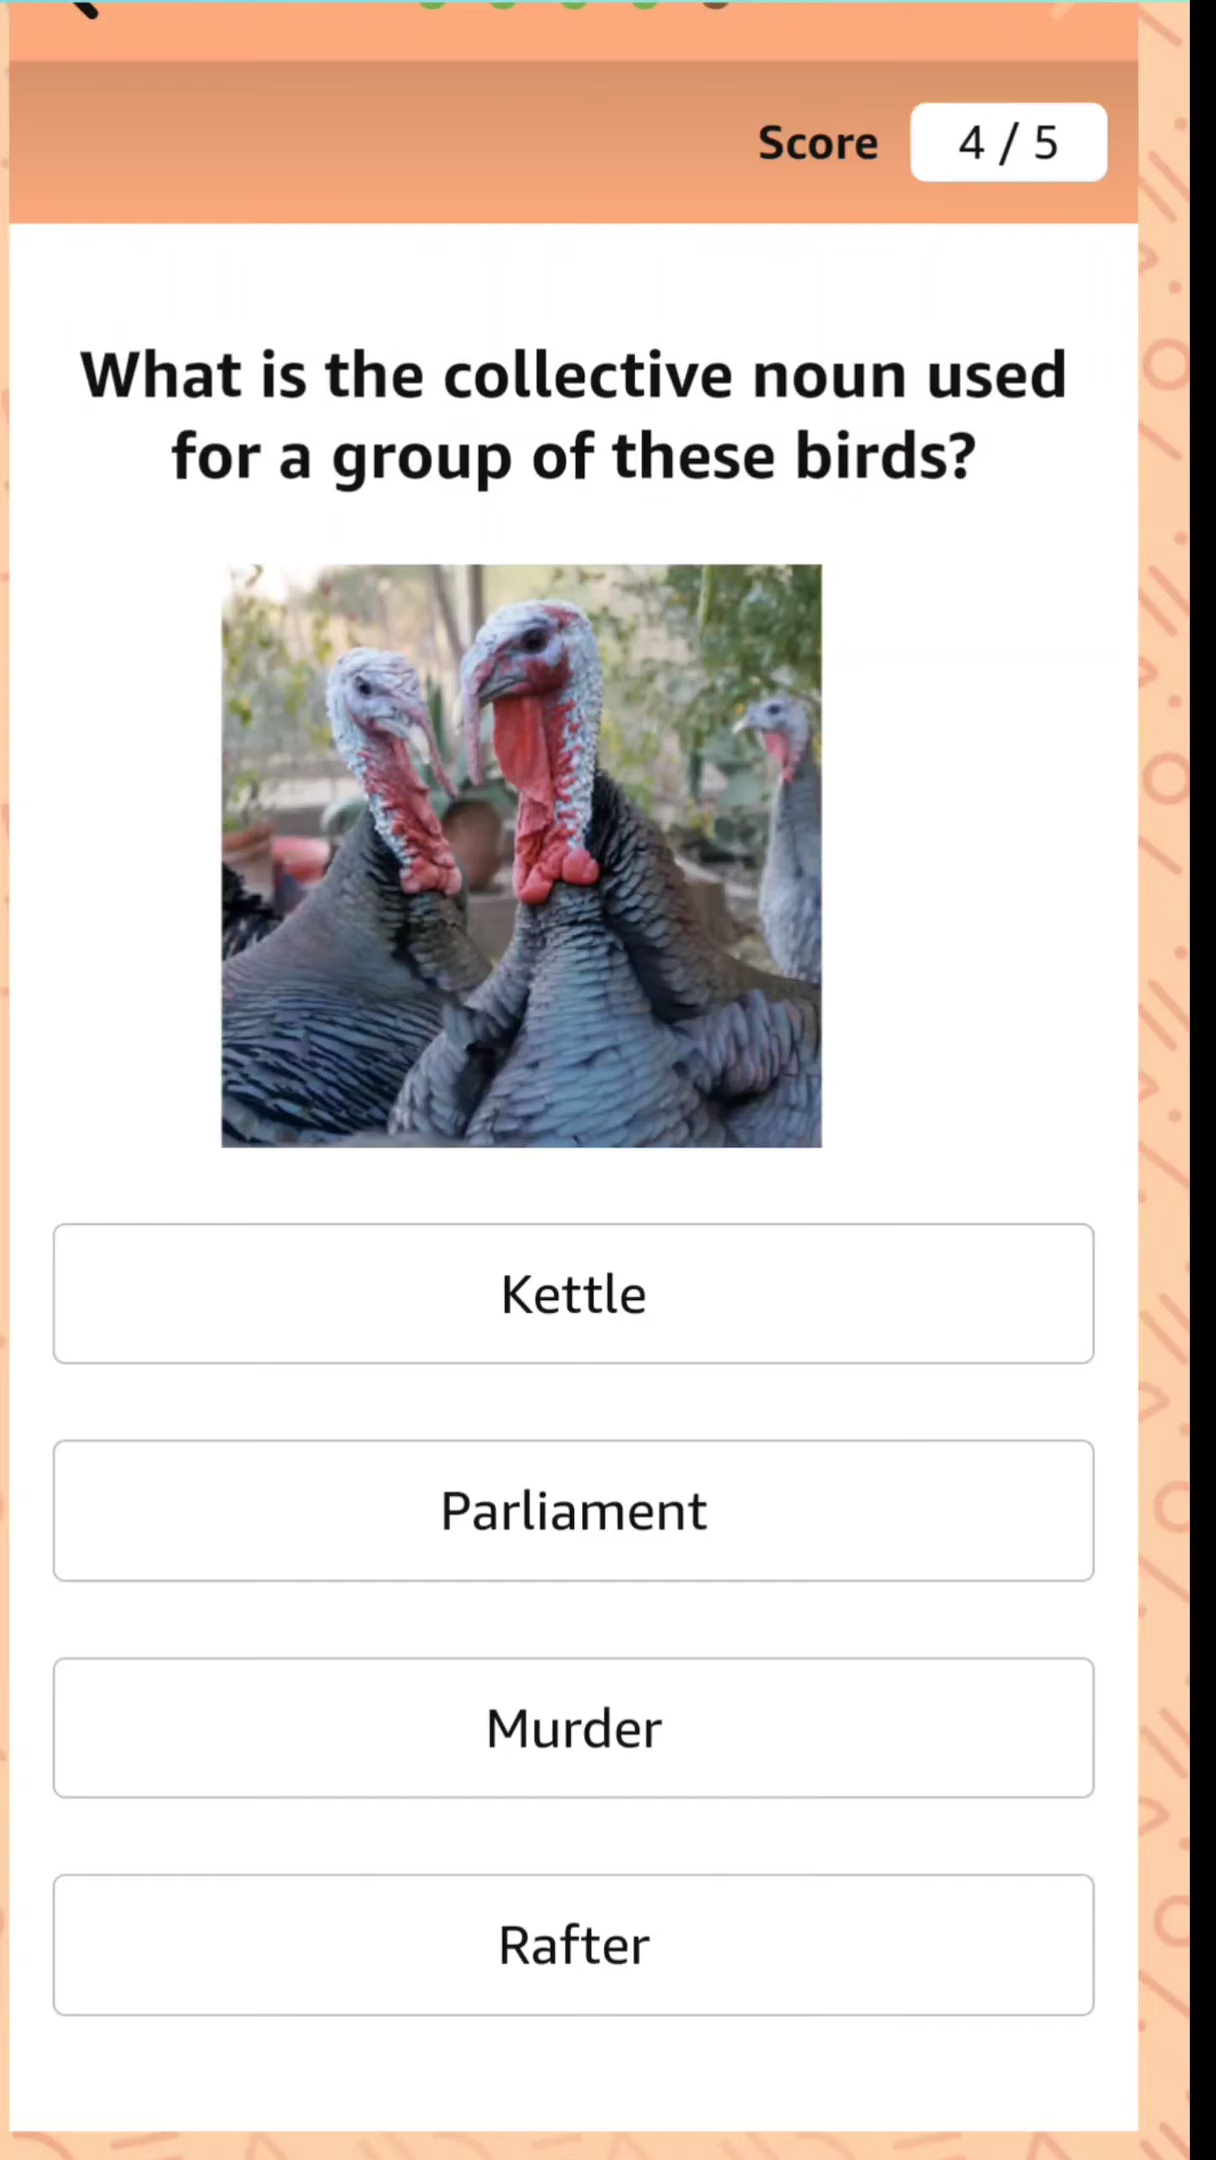 Score 4 / 5
What is the collective noun used
for a group of these birds?
Kettle
Parliament
Murder
Rafter